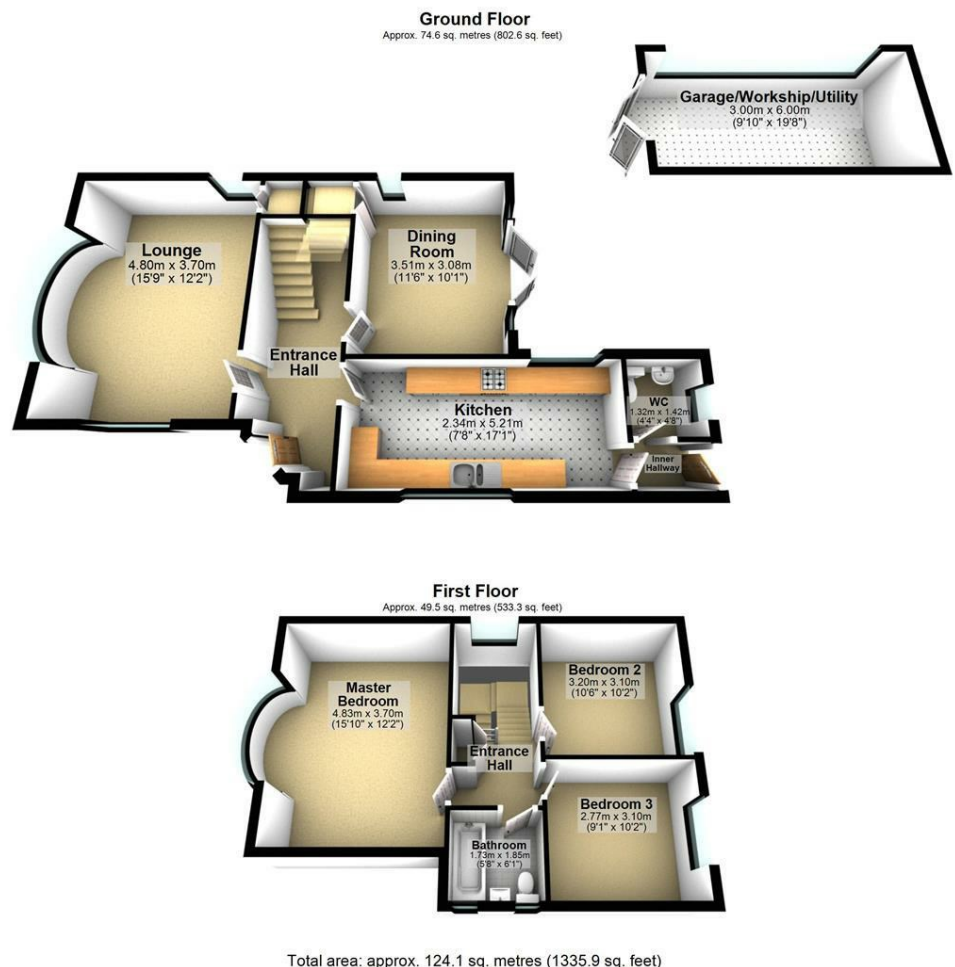 Ground Floor
Approx. 74.6 sq. metres (802.6 sq. feet)
Garage/Workship/Utility
3.00m x 6.00m
(9'10" x 19'8")
Lounge
4.80m x 3.70m
(15'9" x 12'2")
Dining
Room
3.51m x 3.08m
(11'6" x 10'1")
Entrance
Hall
Kitchen
2.34m x 5.21m
(7'8" x 17'1")
WC
1.32m x 1.42m
(4'4" x 4'8")
Inner
Hallway
First Floor
Approx. 49.5 sq. metres (533.3 sq. feet)
Master
Bedroom
4.83m x 3.70m
(15'10" x 12'2")
Bedroom 2
3.20m x 3.10m
(10'6" x 10'2")
Entrance
Hall
Bedroom 3
2.77m x 3.10m
(9'1" x 10'2")
Bathroom
1.73m x 1.85m
(5'8" x 6'1")
Total area: approx. 124.1 sq. metres (1335.9 sq. feet)